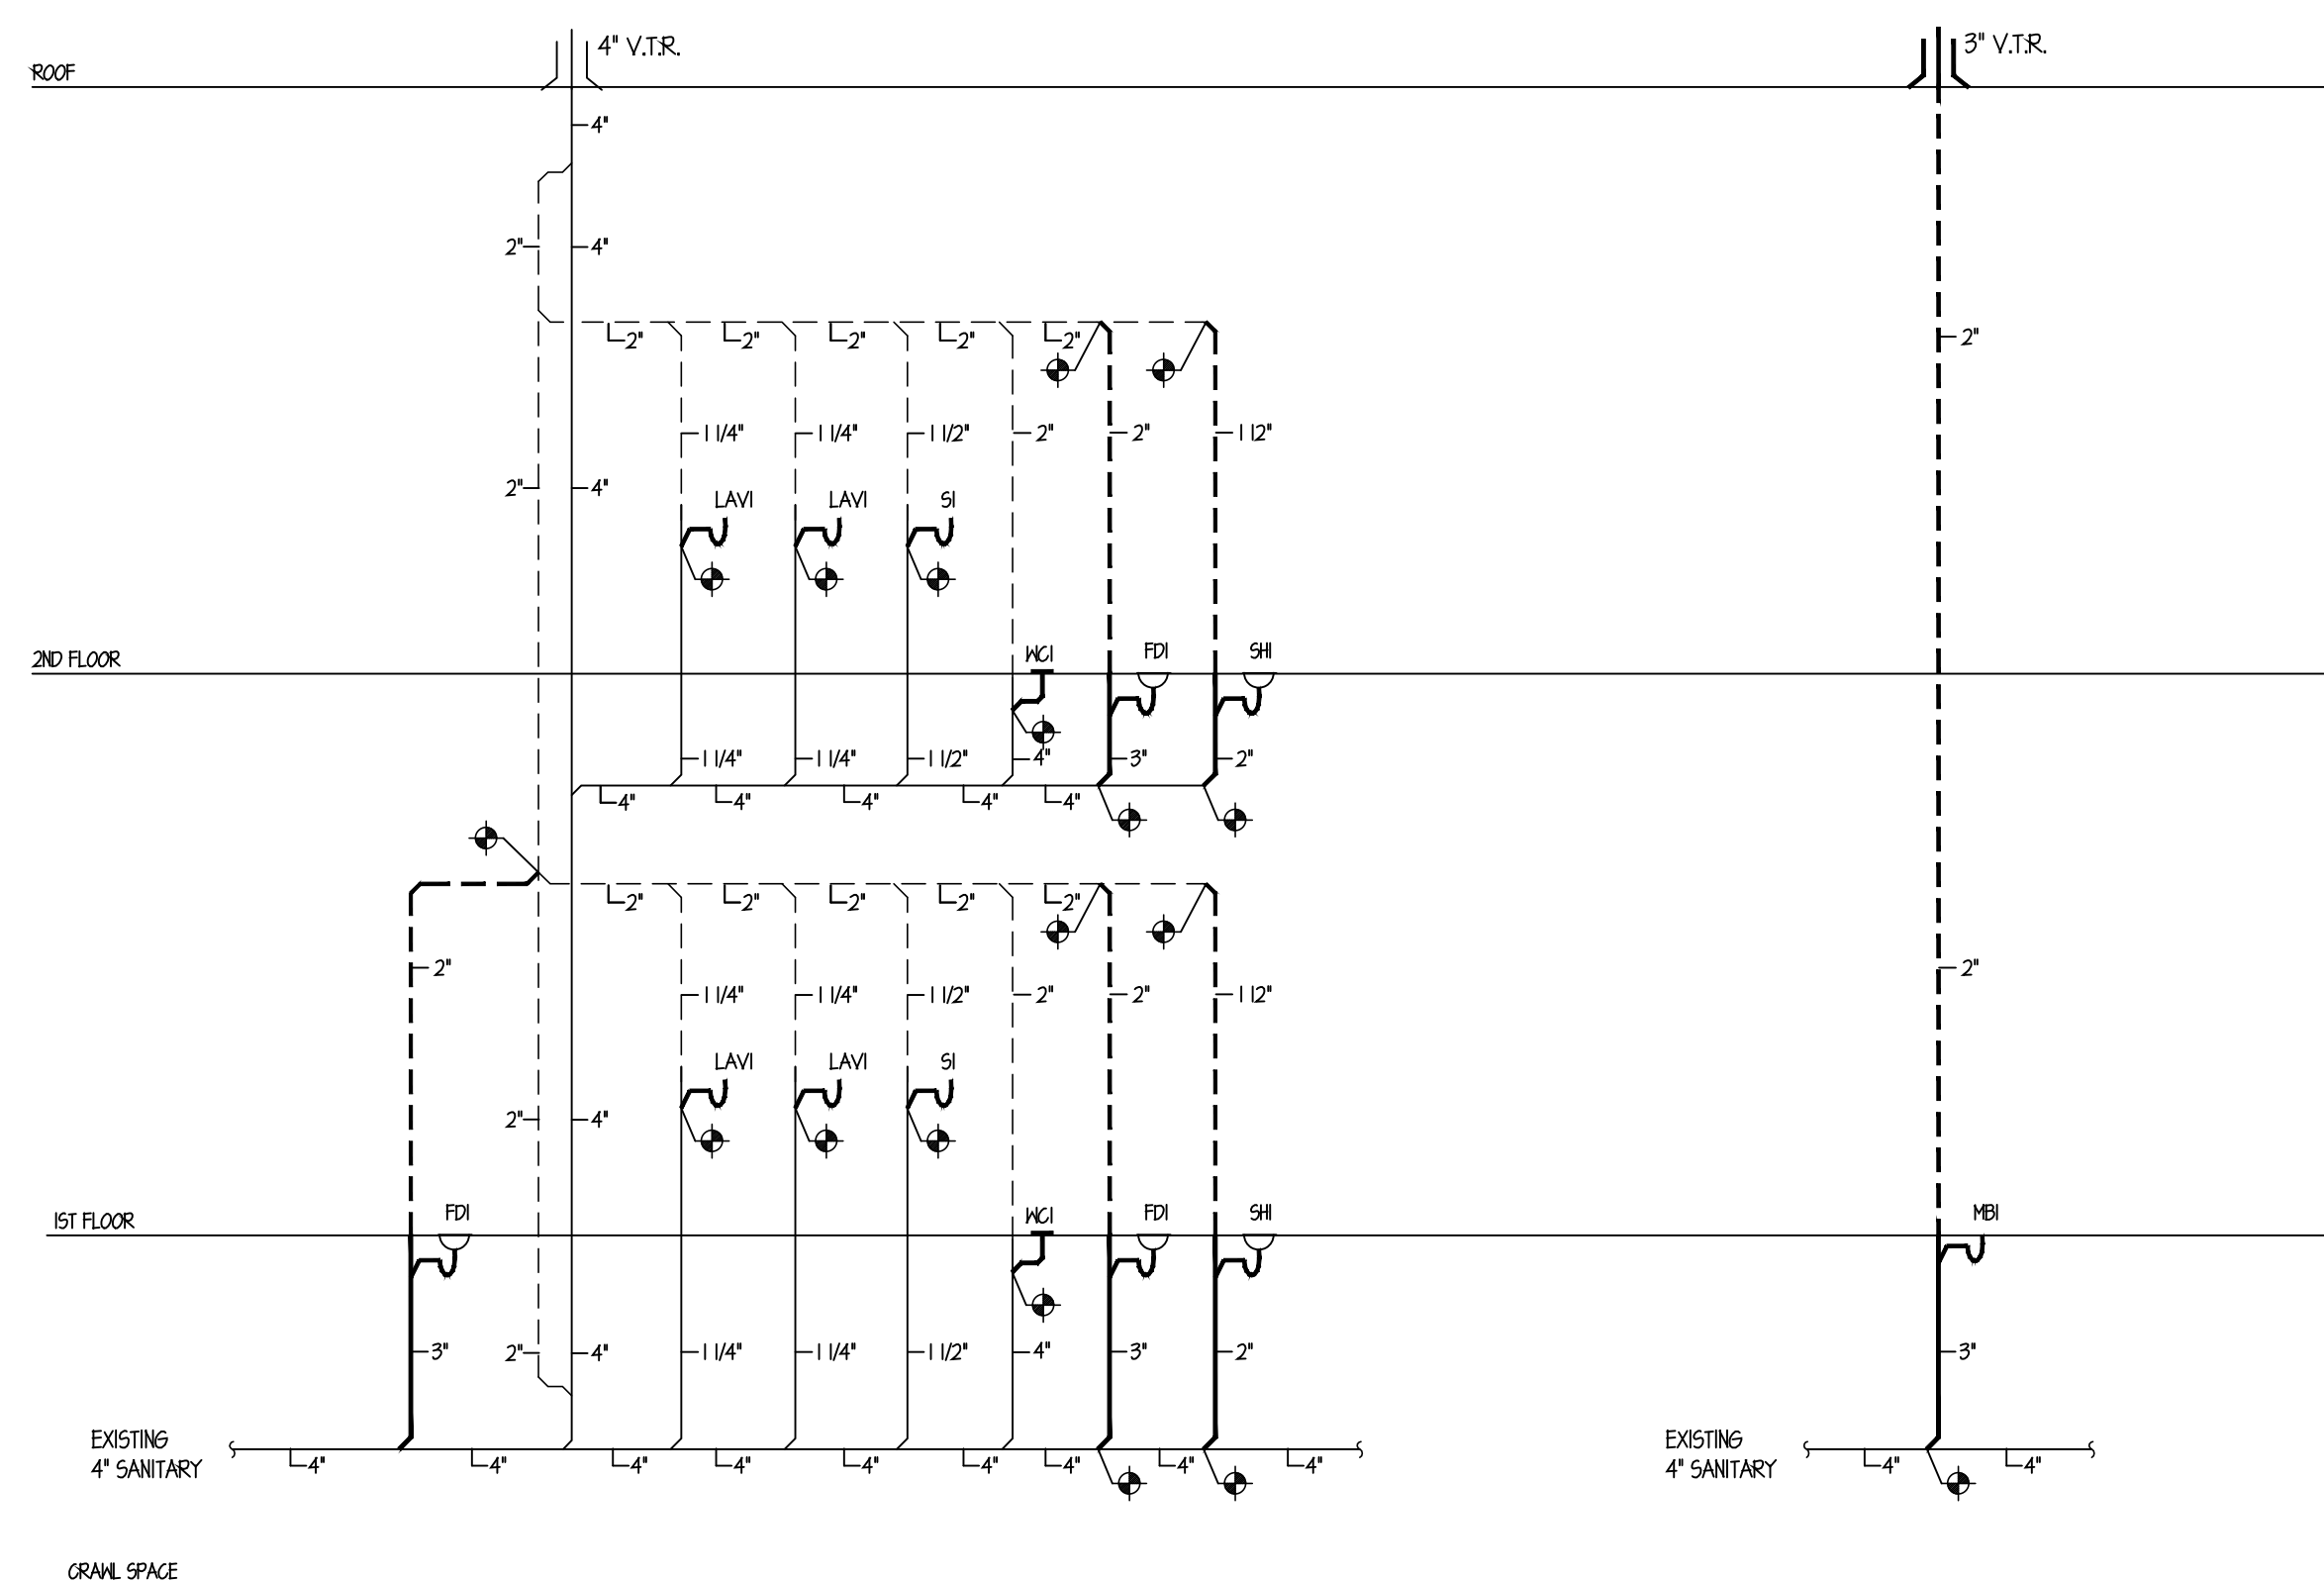 4" V.T.R.
3" V.T.R.
ROOF
4"
2" 4"
2" 2" 2" 2" 2"
2"
1 1/4" 1 1/4" 1 1/2" 2" 2" 1 1/2"
2" 4"
LAV1 LAV1 S1
WC1 FD1 SH1
2ND FLOOR
1 1/4" 1 1/4" 1 1/2" 4" 3" 2"
4" 4" 4" 4" 4"
2" 2" 2" 2" 2"
2" 2"
1 1/4" 1 1/4" 1 1/2" 2" 2" 1 1/2"
LAV1 LAV1 S1
2" 4"
FD1 WC1 FD1 SH1 MB1
1ST FLOOR
3" 2" 4" 1 1/4" 1 1/4" 1 1/2" 4" 3" 2" 3"
EXISTING
4" SANITARY
4" 4" 4" 4" 4" 4" 4" 4" 4"
EXISTING
4" SANITARY
4" 4"
CRAWL SPACE